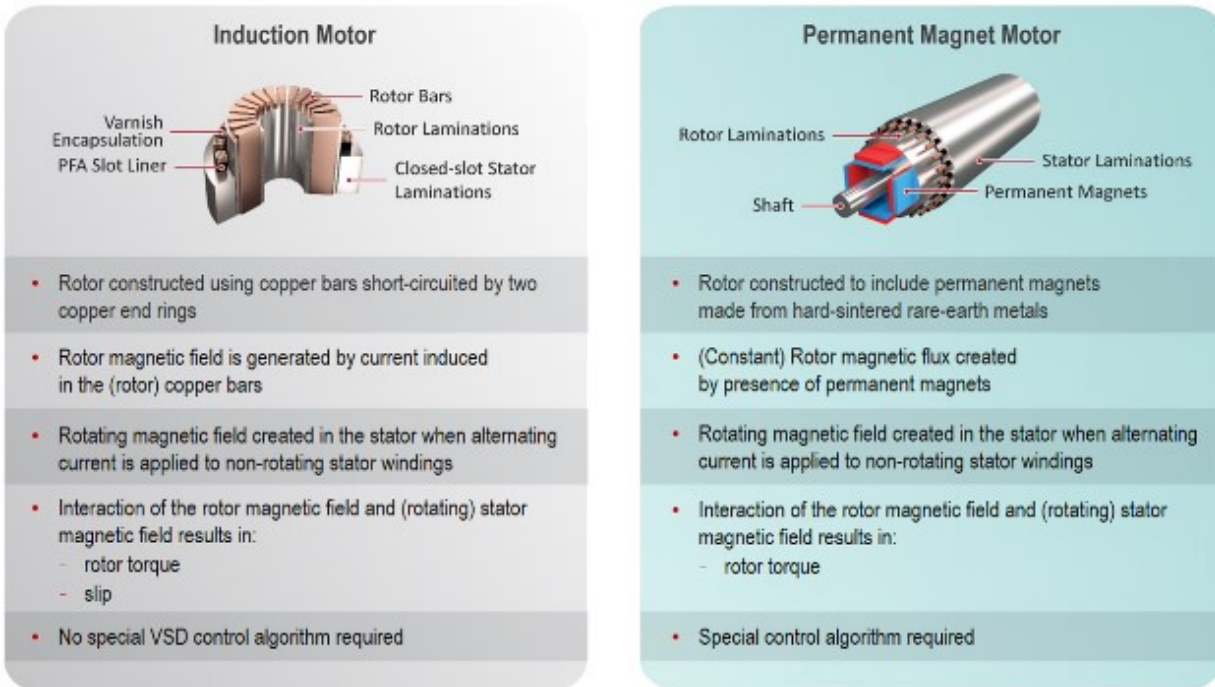 Induction Motor
Rotor Bars
Varnish
Encapsulation
Rotor Laminations
PFA Slot Liner
Closed-slot Stator
Laminations
• Rotor constructed using copper bars short-circuited by two
copper end rings
• Rotor magnetic field is generated by current induced
in the (rotor) copper bars
• Rotating magnetic field created in the stator when alternating
current is applied to non-rotating stator windings
• Interaction of the rotor magnetic field and (rotating) stator
magnetic field results in:
- rotor torque
- slip
• No special VSD control algorithm required
Permanent Magnet Motor
Rotor Laminations
Stator Laminations
Permanent Magnets
Shaft
• Rotor constructed to include permanent magnets
made from hard-sintered rare-earth metals
• (Constant) Rotor magnetic flux created
by presence of permanent magnets
• Rotating magnetic field created in the stator when alternating
current is applied to non-rotating stator windings
• Interaction of the rotor magnetic field and (rotating) stator
magnetic field results in:
- rotor torque
• Special control algorithm required